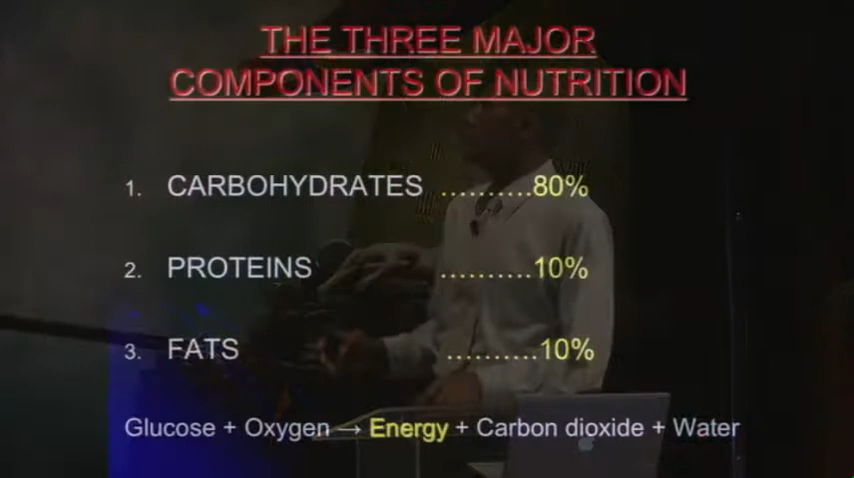 THE THREE MAJOR
COMPONENTS OF NUTRITION
1. CARBOHYDRATES ..........80%
2. PROTEINS ..........10%
3. FATS ..........10%
Glucose + Oxygen → Energy + Carbon dioxide + Water